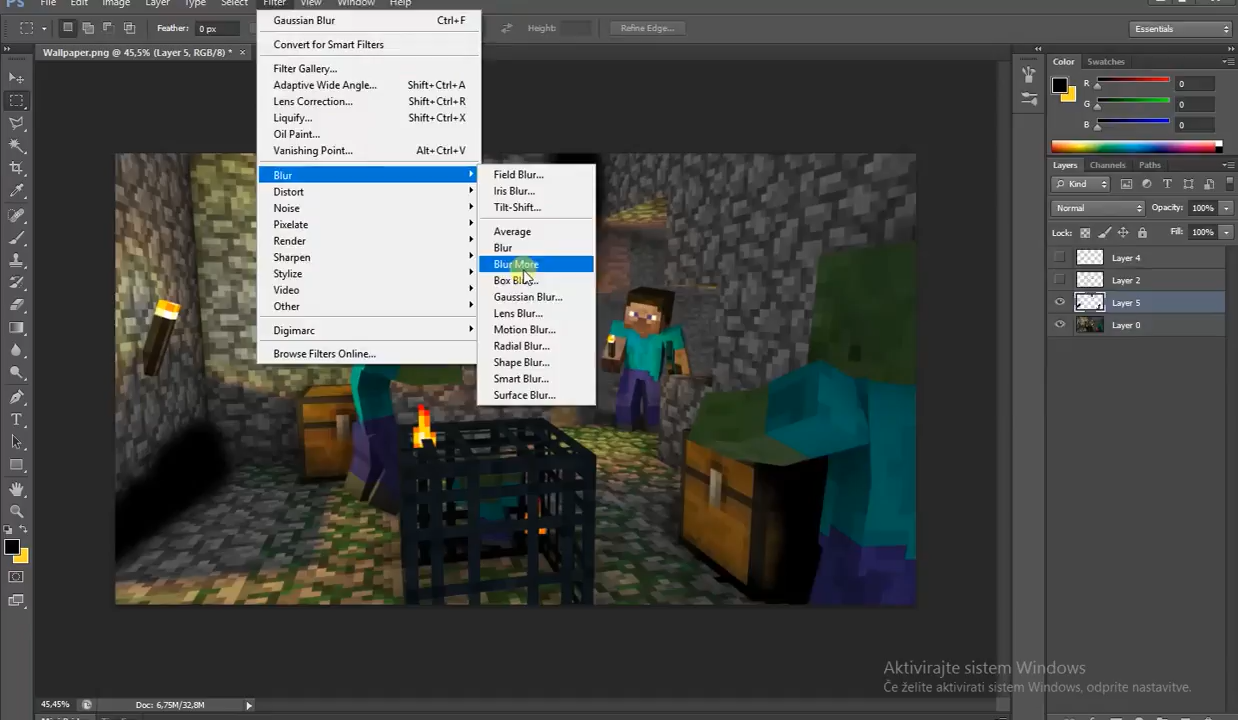 Ps File Edit Image Layer Type Select Filter View Window Help
Feather: 0 px
Height:
Refine Edge...
Essentials
Wallpaper.png @ 45,5% (Layer 5, RGB/8) * ×
Gaussian Blur Ctrl+F
Convert for Smart Filters
Filter Gallery...
Adaptive Wide Angle... Shift+Ctrl+A
Lens Correction... Shift+Ctrl+R
Liquify... Shift+Ctrl+X
Oil Paint...
Vanishing Point... Alt+Ctrl+V
Blur
Distort
Noise
Pixelate
Render
Sharpen
Stylize
Video
Other
Digimarc
Browse Filters Online...
Field Blur...
Iris Blur...
Tilt-Shift...
Average
Blur
Blur More
Box Blur...
Gaussian Blur...
Lens Blur...
Motion Blur...
Radial Blur...
Shape Blur...
Smart Blur...
Surface Blur...
Color Swatches
R 0
G 0
B 0
Layers Channels Paths
Kind
Normal Opacity: 100%
Lock: Fill: 100%
Layer 4
Layer 2
Layer 5
Layer 0
Aktivirajte sistem Windows
Če želite aktivirati sistem Windows, odprite nastavitve.
45,45% Doc: 6,75M/32,8M